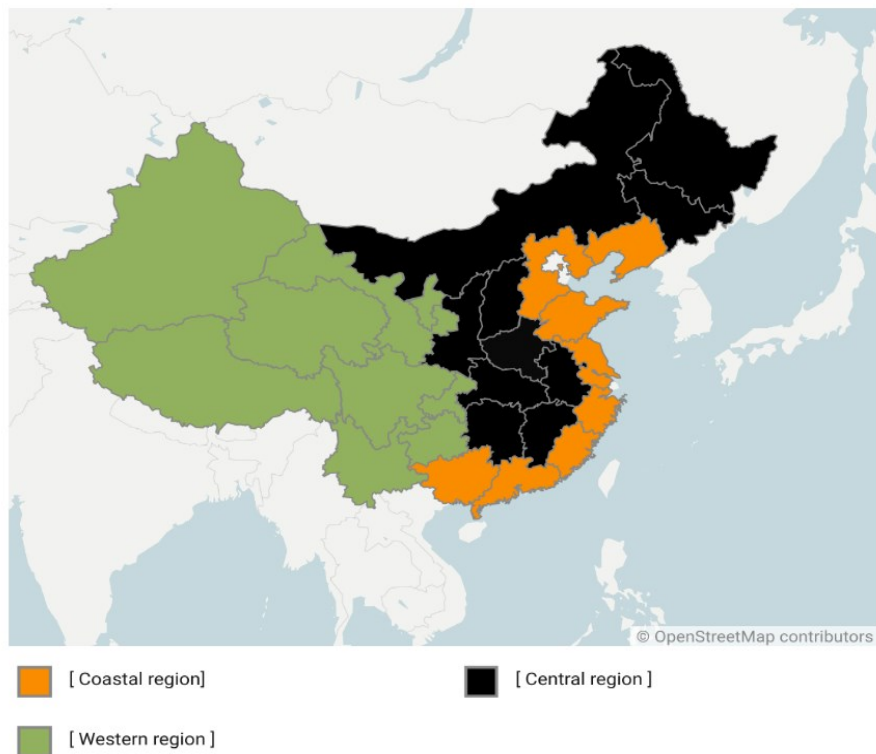 © OpenStreetMap contributors
[ Coastal region]
[ Central region ]
[ Western region ]